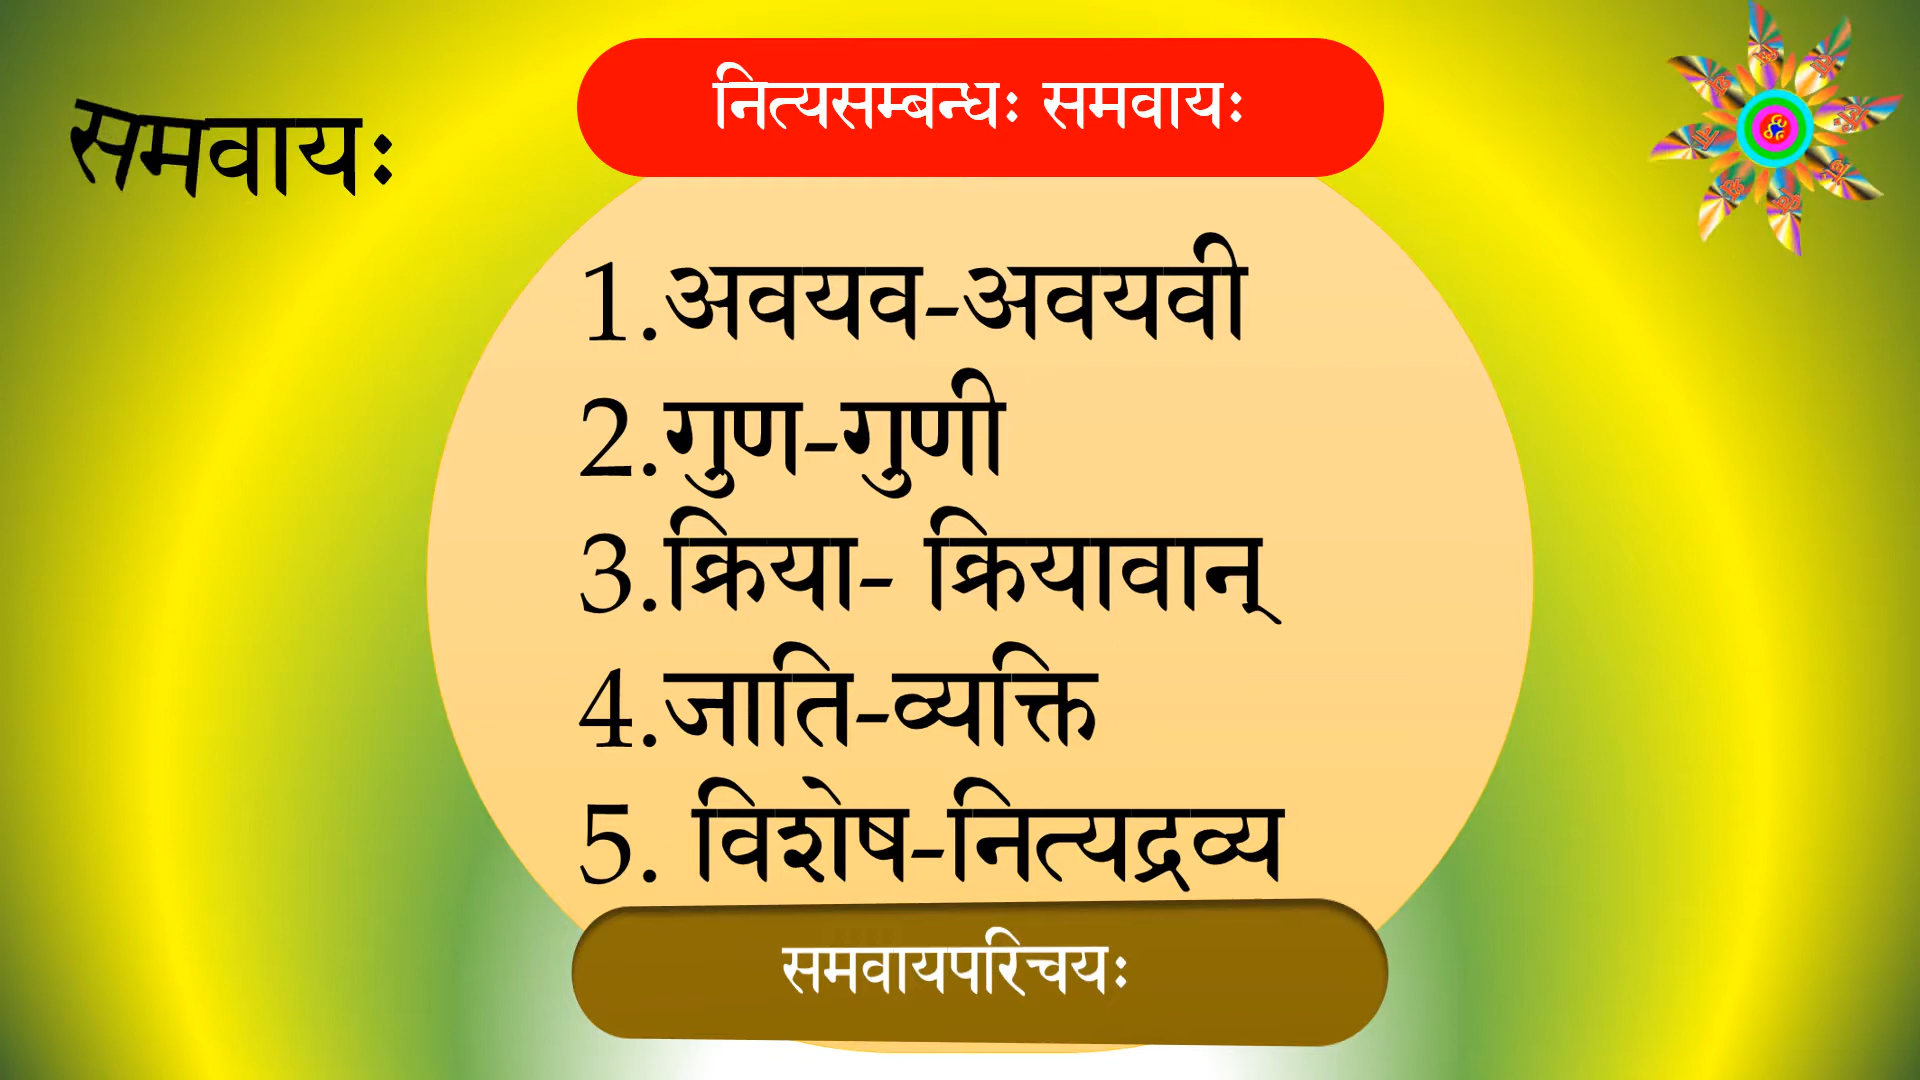 समवायः
नित्यसम्बन्धः समवायः
1.अवयव-अवयवी
2.गुण-गुणी
3.क्रिया- क्रियावान्
4.जाति-व्यक्ति
5. विशेष-नित्यद्रव्य
समवायपरिचयः